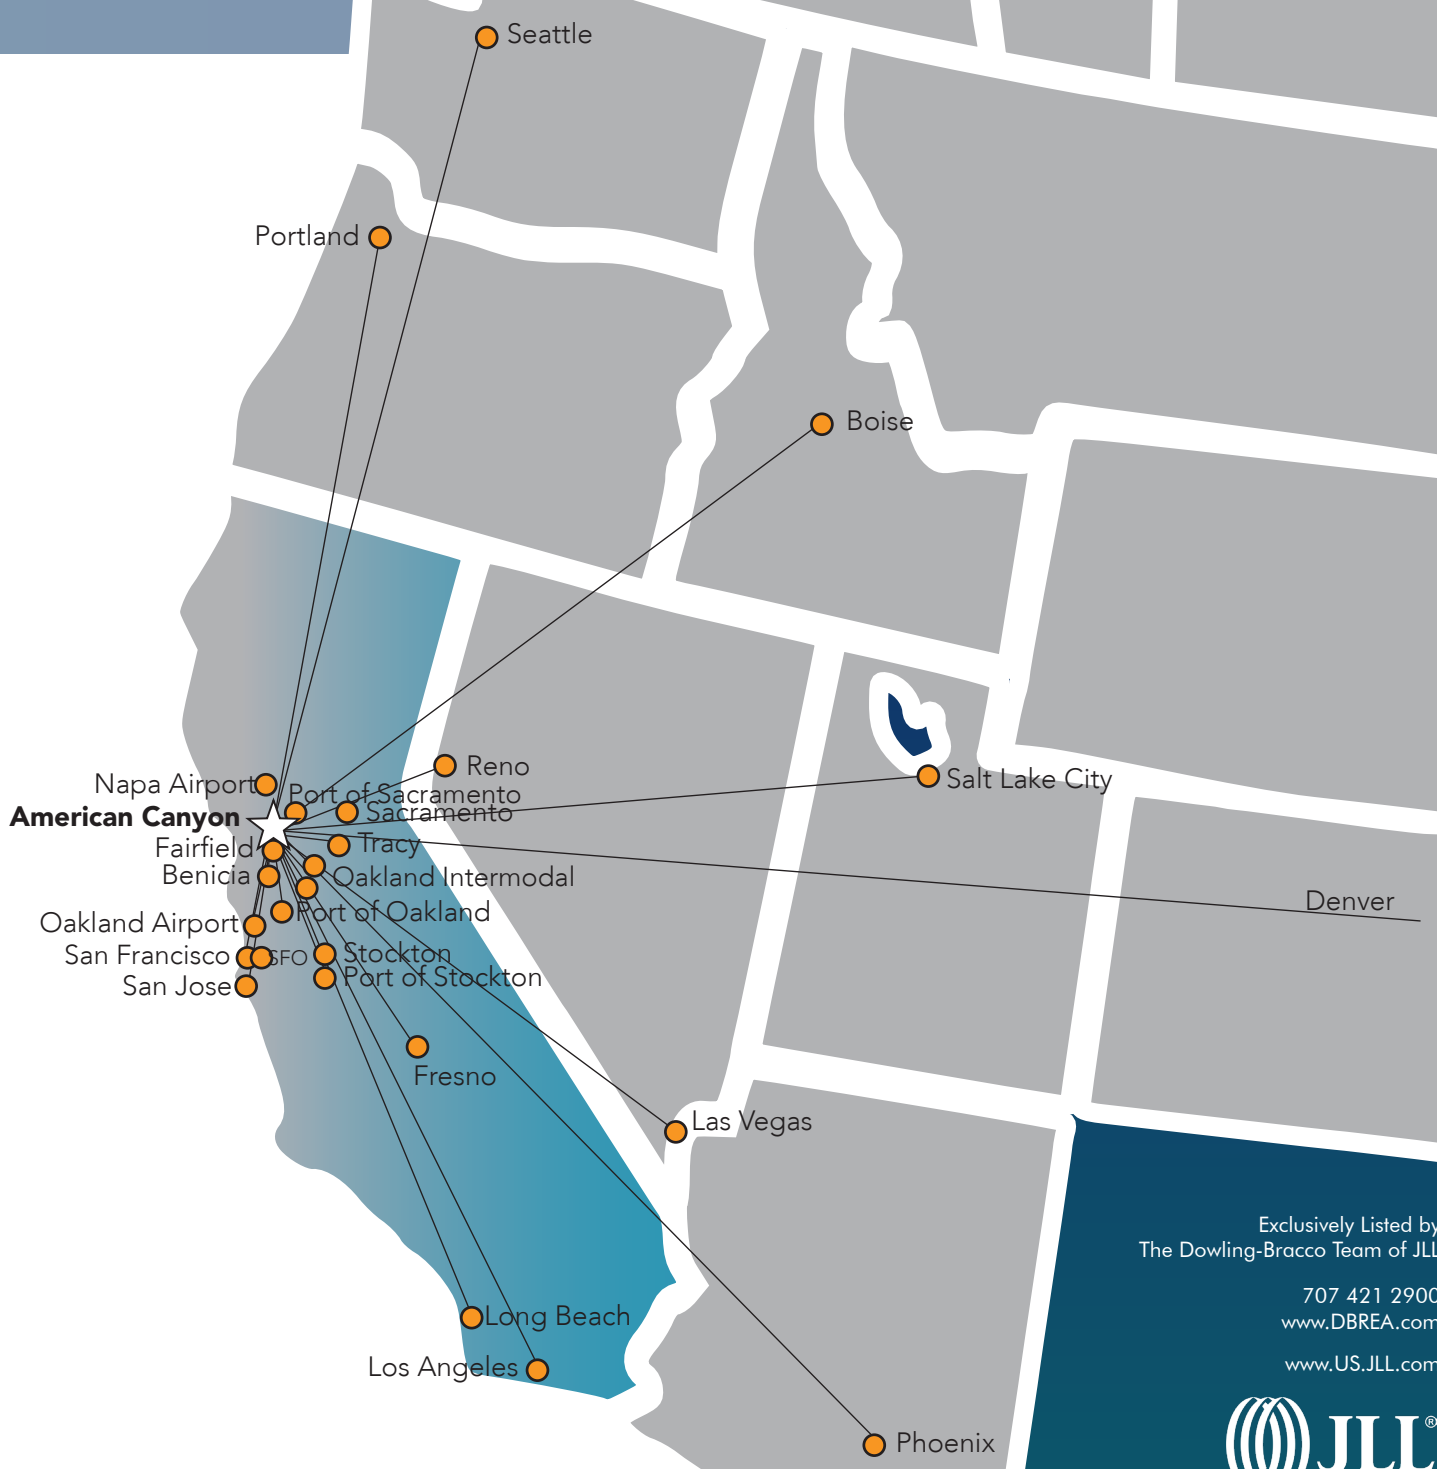 Seattle
Portland
Boise
Reno
Salt Lake City
Napa Airport
Port of Sacramento
American Canyon
Sacramento
Fairfield
Tracy
Benicia
Oakland Intermodal
Denver
Oakland Airport
Port of Oakland
San Francisco
SFO
Stockton
San Jose
Port of Stockton
Fresno
Las Vegas
Long Beach
Los Angeles
Phoenix
Exclusively Listed by
The Dowling-Bracco Team of JLL
707 421 2900
www.DBREA.com
www.US.JLL.com
JLL®